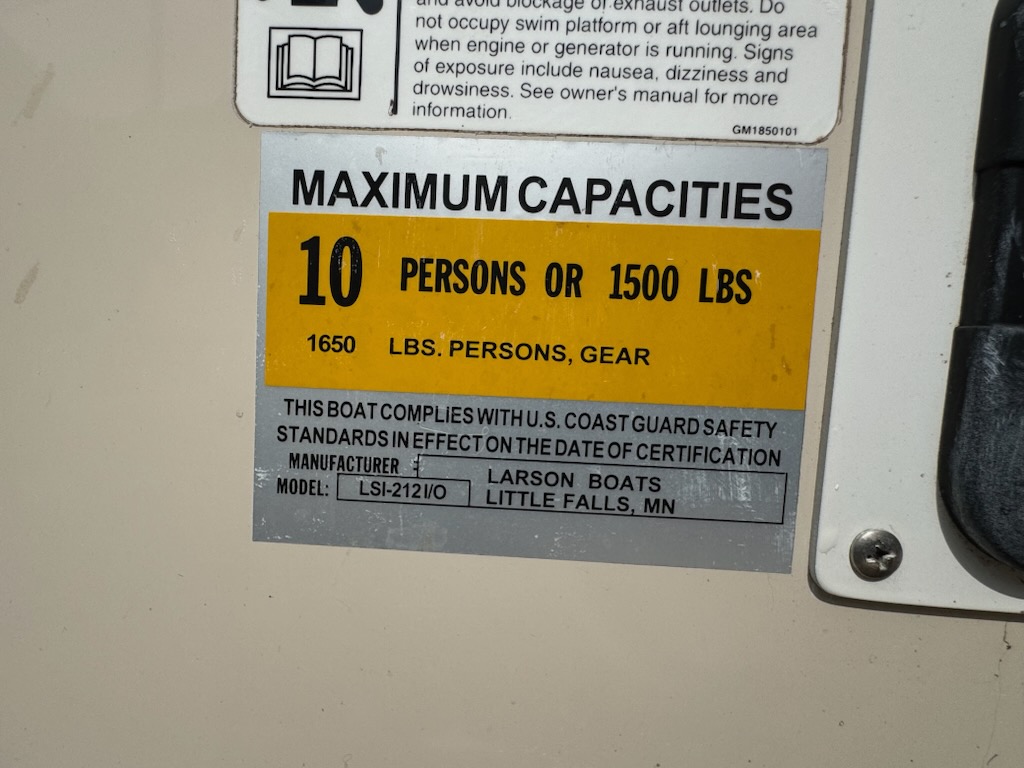 and avoid blockage of exhaust outlets. Do
not occupy swim platform or aft lounging area
when engine or generator is running. Signs
of exposure include nausea, dizziness and
drowsiness. See owner's manual for more
information.
GM1850101
MAXIMUM CAPACITIES
10 PERSONS OR 1500 LBS
1650 LBS. PERSONS, GEAR
THIS BOAT COMPLIES WITH U.S. COAST GUARD SAFETY
STANDARDS IN EFFECT ON THE DATE OF CERTIFICATION
MANUFACTURER : LARSON BOATS
LITTLE FALLS, MN
MODEL: LSI-212 I/O